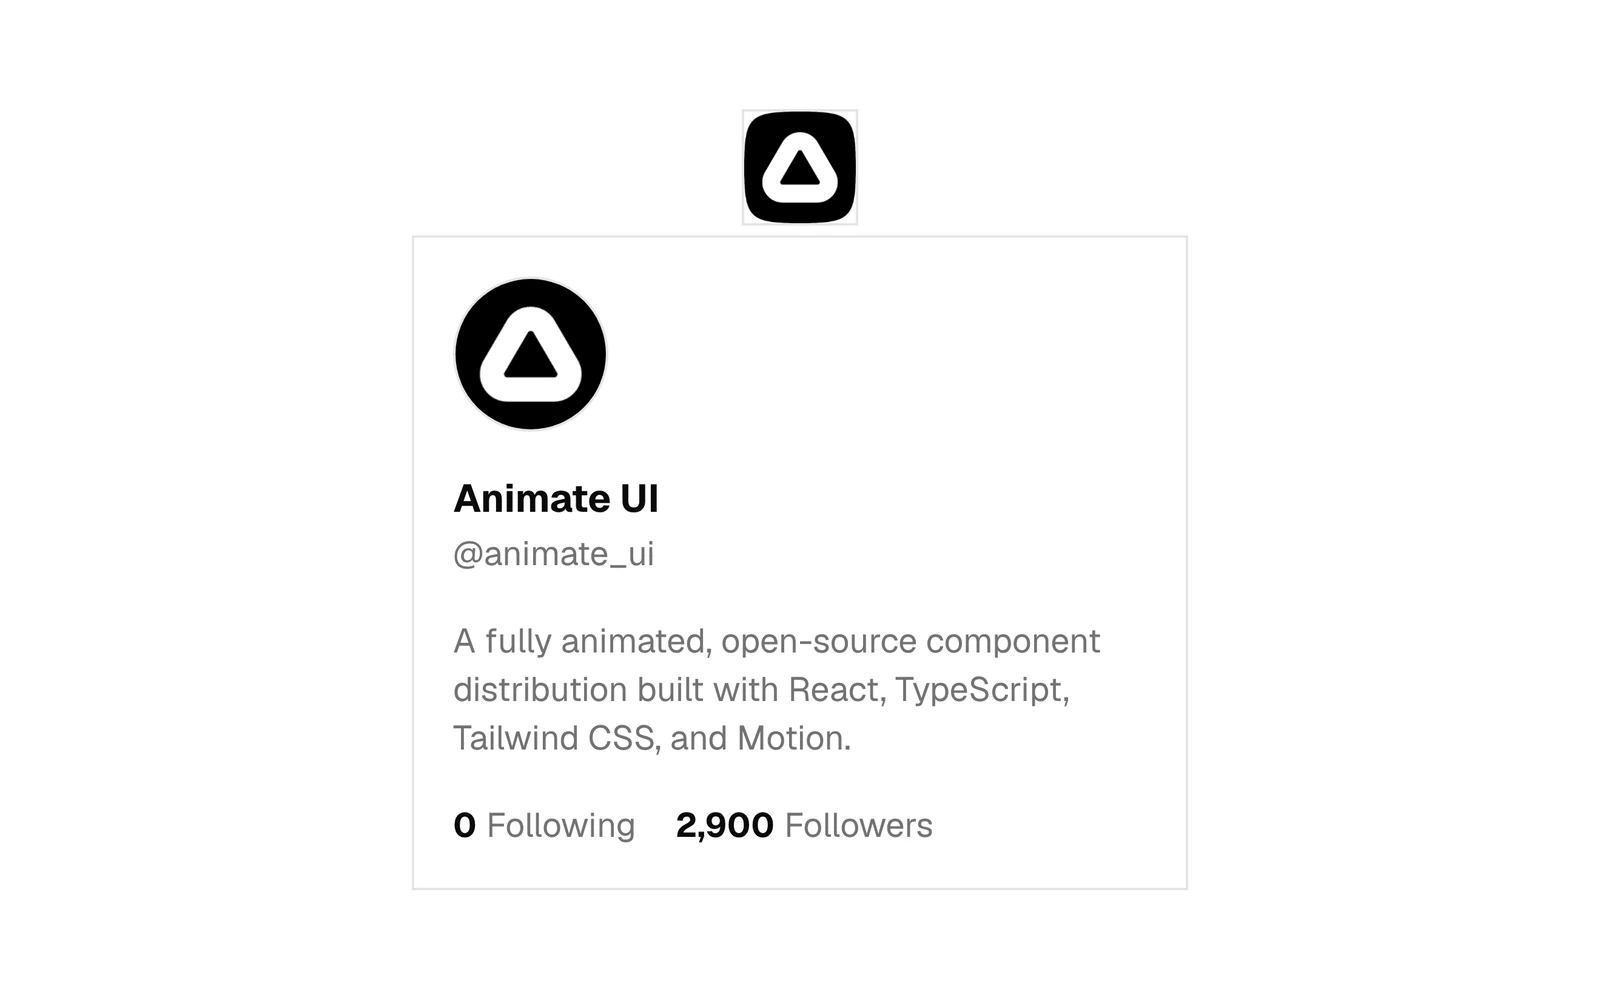 Animate UI
@animate_ui
A fully animated, open-source component
distribution built with React, TypeScript,
Tailwind CSS, and Motion.
0 Following 2,900 Followers